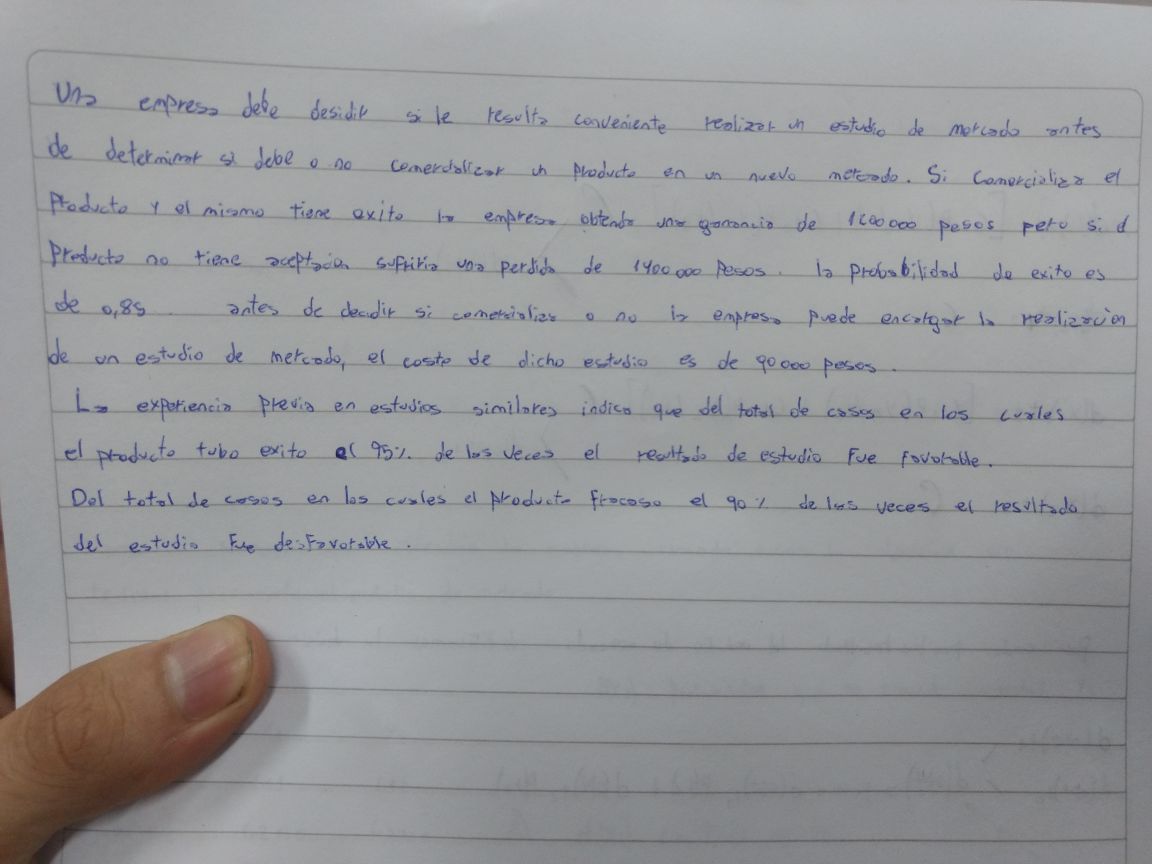 Una empresa debe desidir si le resulta conveniente realizar un estudio de mercado antes
de determinar si debe o no comercializar un producto en un nuevo mercado. Si comercializa el
Producto y el mismo tiene exito la empresa obtendra una ganancia de pesos pero si el
Producto no tiene aceptacion sufriria una perdida de 1400 000 Pesos. la probabilidad de exito es
de 0,85. antes de decidir si comersializa o no la empresa puede encargar la realización
de un estudio de mercado, el costo de dicho estudio es de 90 000 pesos.
La experiencia previa en estudios similares indica que del total de casos en los cuales
el producto tubo exito el 95% de las veces el resultado de estudio fue favorable.
Del total de casos en los cuales el producto fracaso el 90% de las veces el resultado
del estudio fue desfavorable.